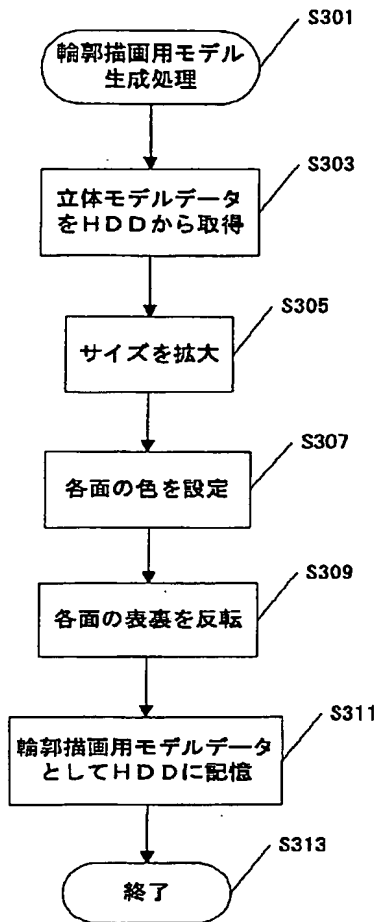 S301
輪郭描画用モデル
生成処理
S303
立体モデルデータ
をHDDから取得
S305
サイズを拡大
S307
各面の色を設定
S309
各面の表裏を反転
S311
輪郭描画用モデルデータ
としてHDDに記憶
S313
終了